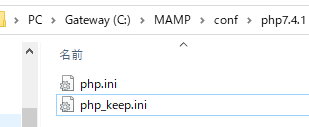 PC > Gateway (C:) > MAMP > conf > php7.4.1
名前
php.ini
php_keep.ini